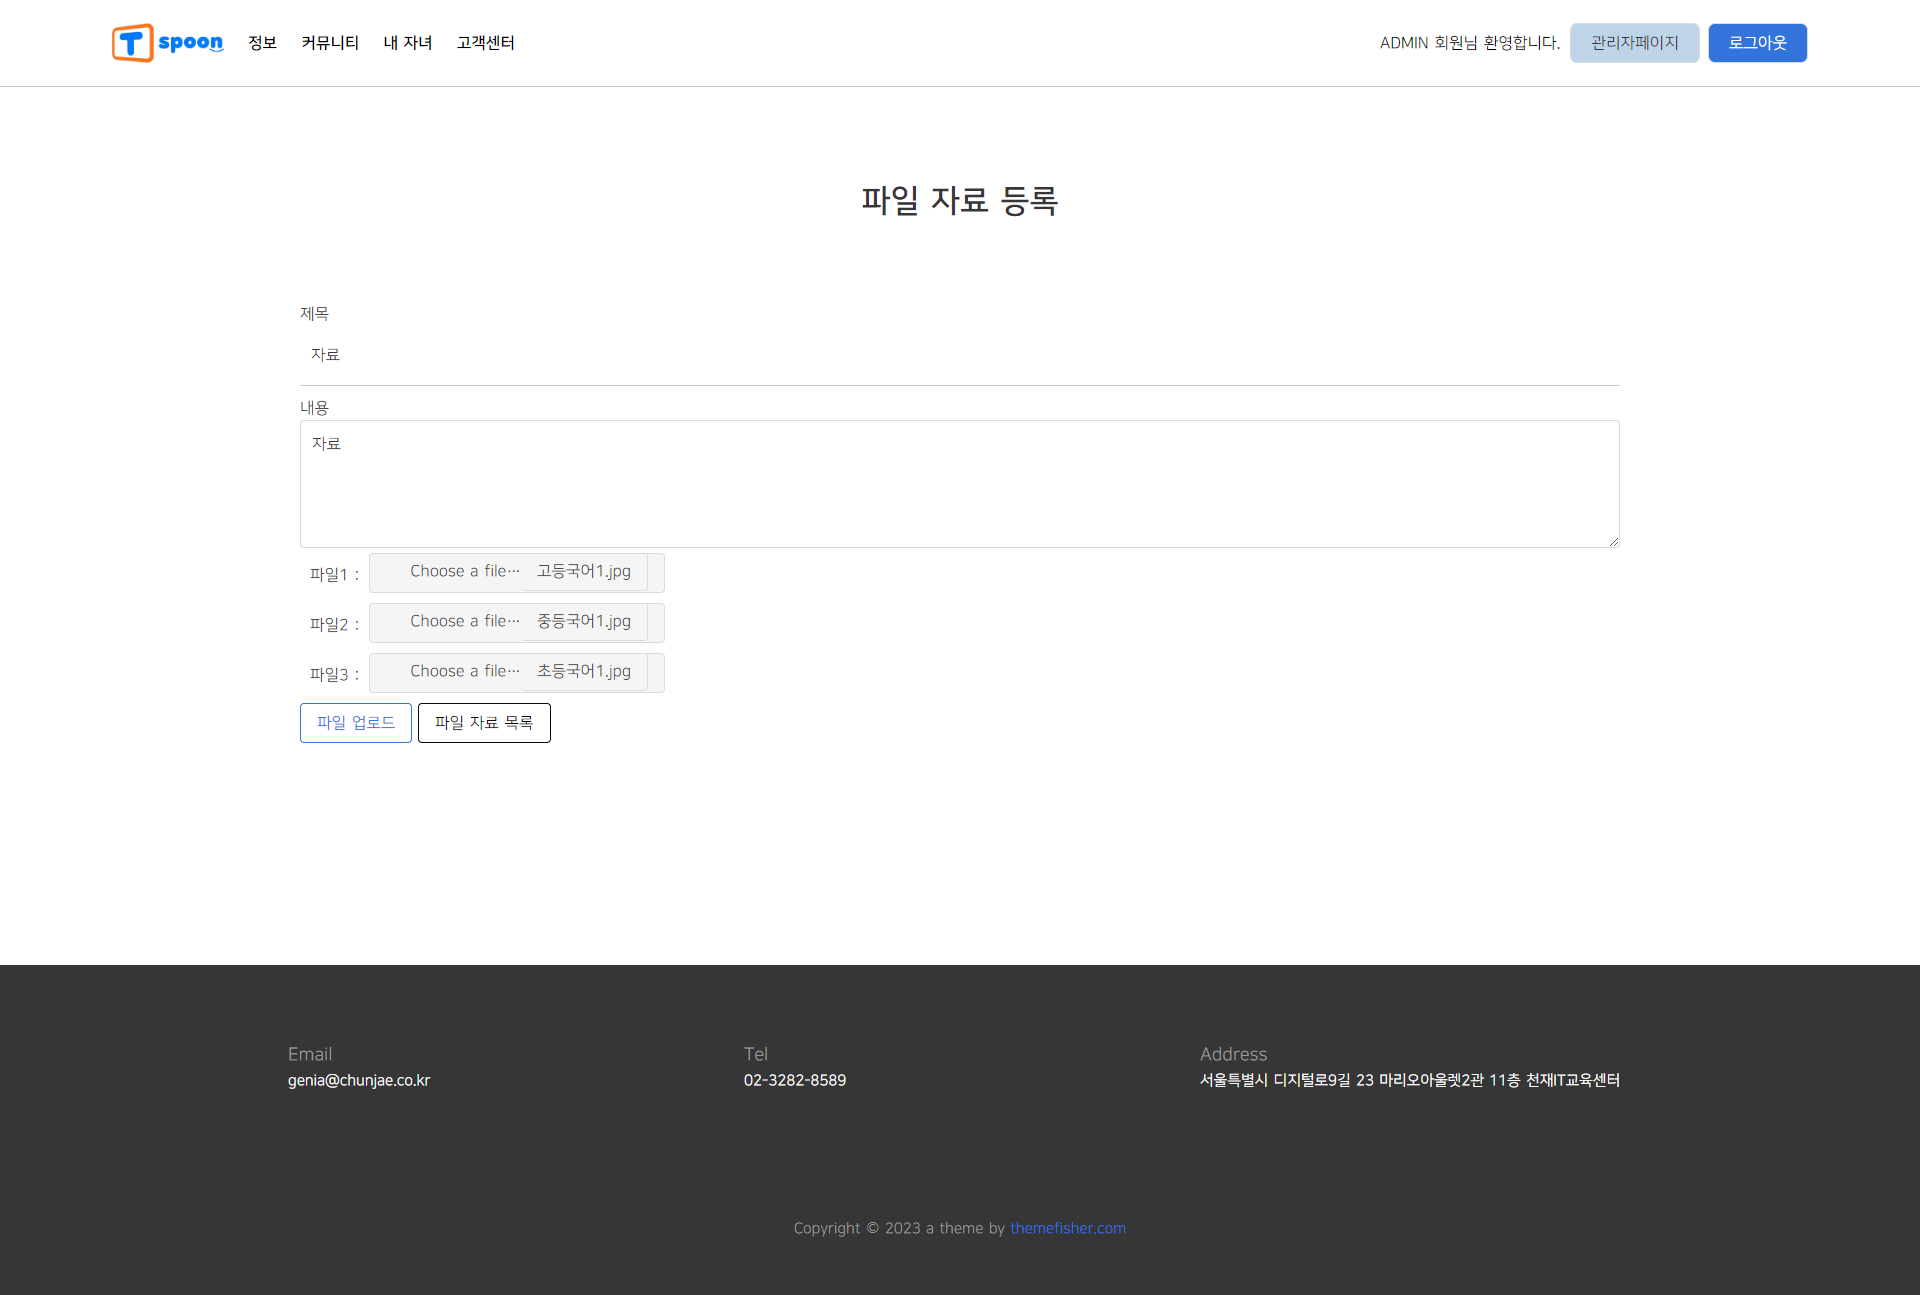 T spoon 정보 커뮤니티 내 자녀 고객센터 ADMIN 회원님 환영합니다. 관리자페이지 로그아웃
파일 자료 등록
제목
자료
내용
자료
파일1 : Choose a file… 고등국어1.jpg
파일2 : Choose a file… 중등국어1.jpg
파일3 : Choose a file… 초등국어1.jpg
파일 업로드 파일 자료 목록
Email Tel Address
genia@chunjae.co.kr 02-3282-8589 서울특별시 디지털로9길 23 마리오아울렛2관 11층 천재IT교육센터
Copyright © 2023 a theme by themefisher.com